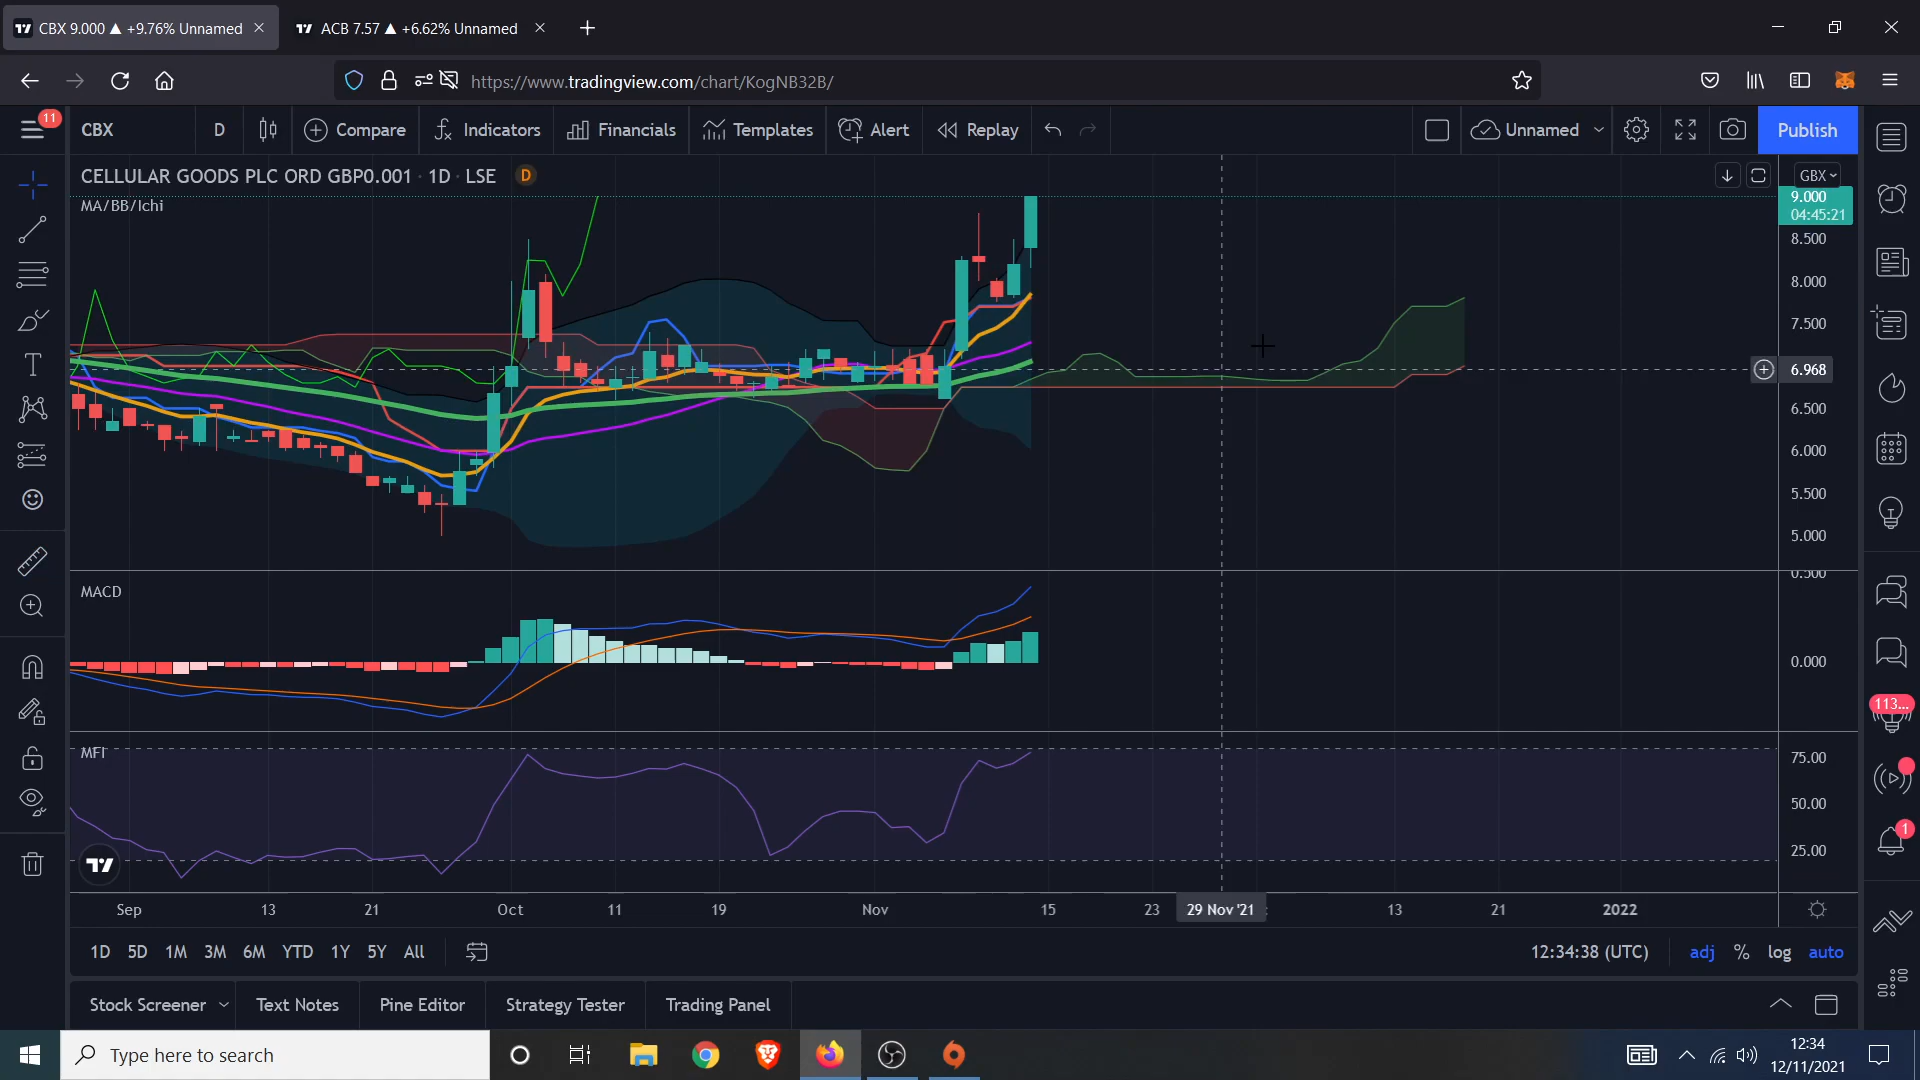 CBX 9.000 ▲ +9.76% Unnamed
ACB 7.57 ▲ +6.62% Unnamed
https://www.tradingview.com/chart/KogNB32B/
11
CBX
D
Compare
Indicators
Financials
Templates
Alert
Replay
Unnamed
Publish
CELLULAR GOODS PLC ORD GBP0.001 · 1D · LSE
D
GBX
MA/BB/Ichi
9.000
04:45:21
8.500
8.000
7.500
6.968
6.500
6.000
5.500
5.000
MACD
0.500
0.000
MFI
75.00
50.00
25.00
113...
1
Sep
13
21
Oct
11
19
Nov
15
23
29 Nov '21
13
21
2022
1D
5D
1M
3M
6M
YTD
1Y
5Y
All
12:34:38 (UTC)
adj
%
log
auto
Stock Screener
Text Notes
Pine Editor
Strategy Tester
Trading Panel
Type here to search
12:34
12/11/2021